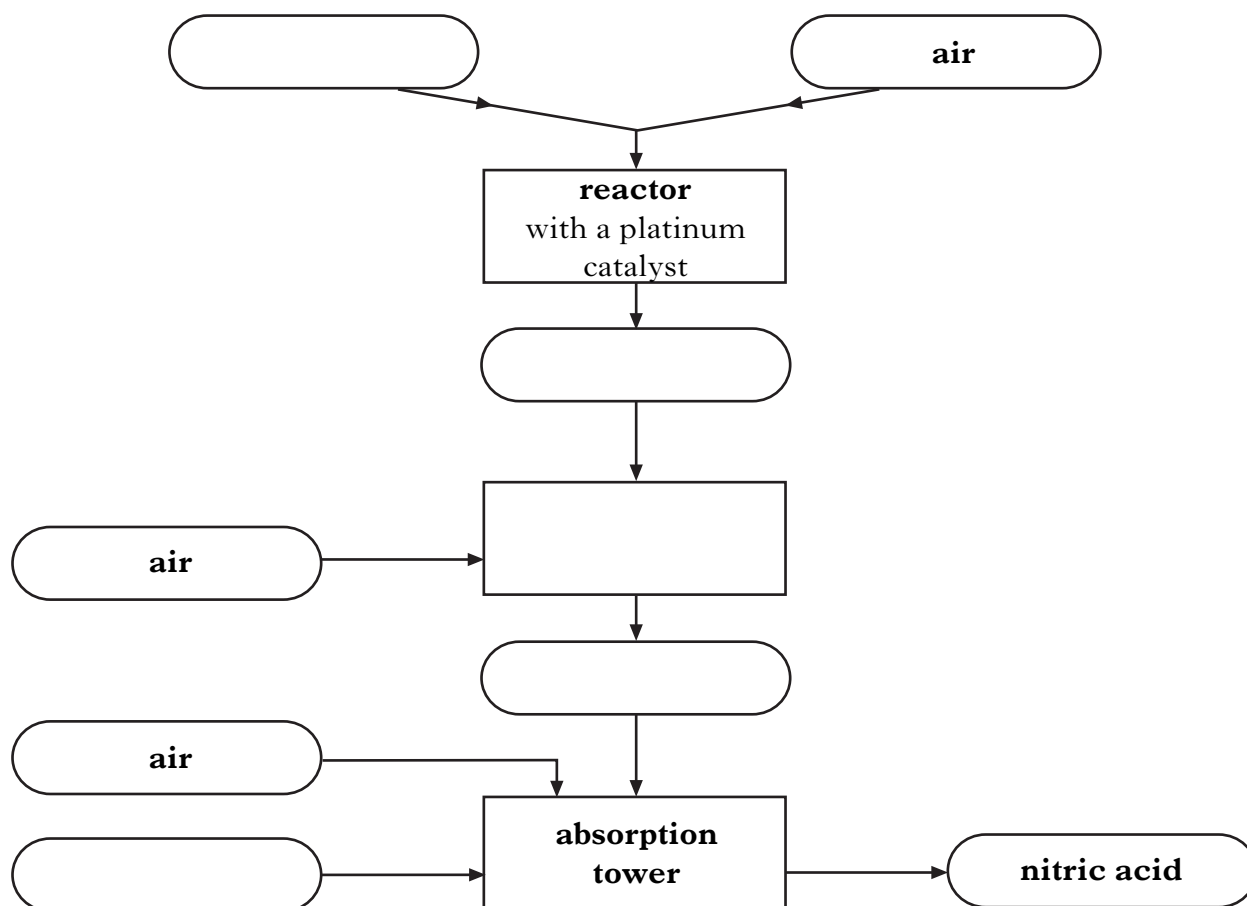 air
reactor
with a platinum
catalyst
air
air
absorption
tower
nitric acid